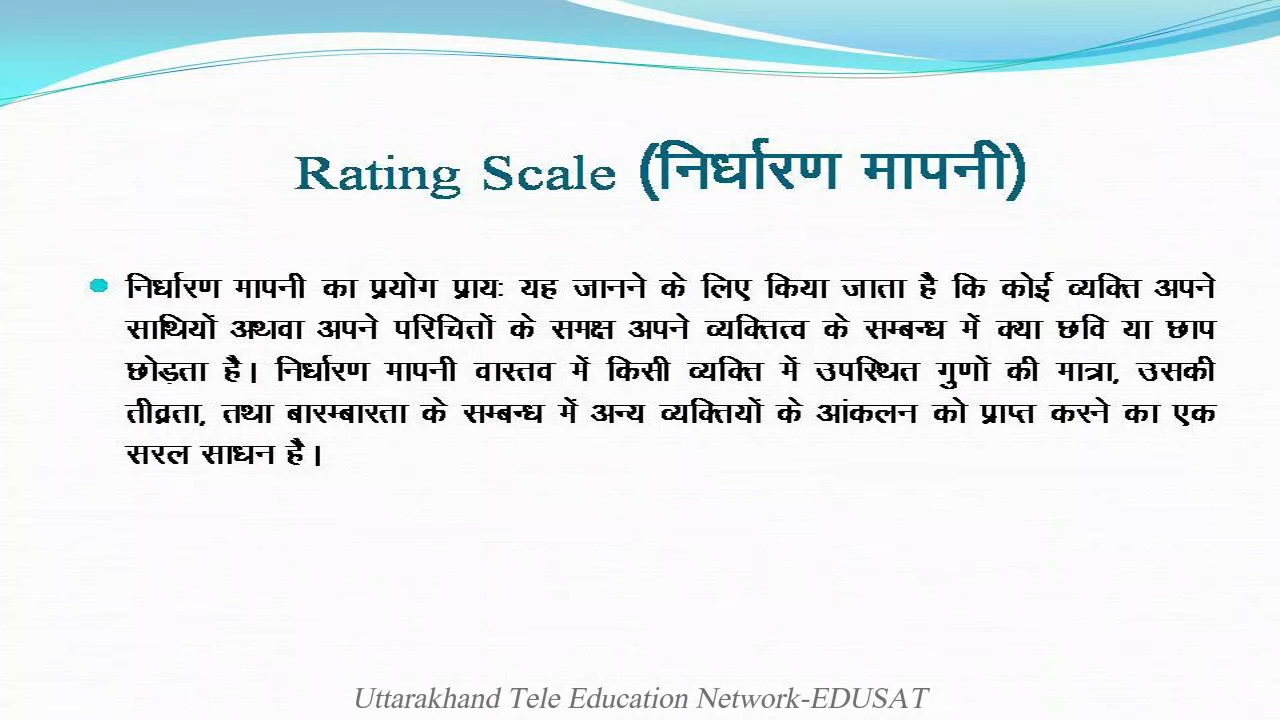 Rating Scale (निर्धारण मापनी)
निर्धारण मापनी का प्रयोग प्रायः यह जानने के लिए किया जाता है कि कोई व्यक्ति अपने
साथियों अथवा अपने परिचितों के समक्ष अपने व्यक्तित्व के सम्बन्ध में क्या छवि या छाप
छोड़ता है। निर्धारण मापनी वास्तव में किसी व्यक्ति में उपस्थित गुणों की मात्रा, उसकी
तीव्रता, तथा बारम्बारता के सम्बन्ध में अन्य व्यक्तियों के आंकलन को प्राप्त करने का एक
सरल साधन है।
Uttarakhand Tele Education Network-EDUSAT